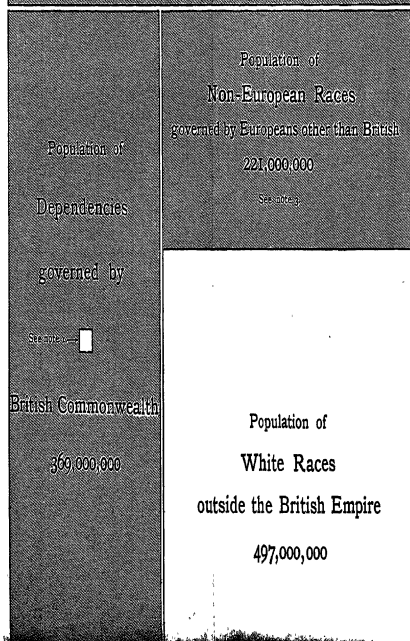 Population of
Dependencies
governed by
See note
British Commonwealth
369,000,000
Population of
Non-European Races
governed by Europeans other than British
221,000,000
See note 3.
Population of
White Races
outside the British Empire
497,000,000